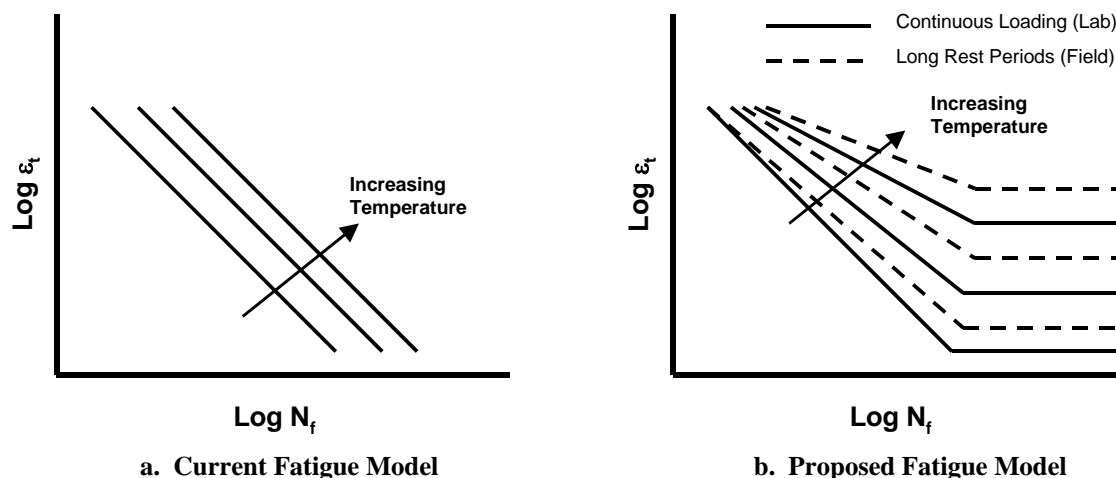 Log εt
Increasing
Temperature
Log Nf
a. Current Fatigue Model
Continuous Loading (Lab)
Long Rest Periods (Field)
Increasing
Temperature
Log εt
Log Nf
b. Proposed Fatigue Model